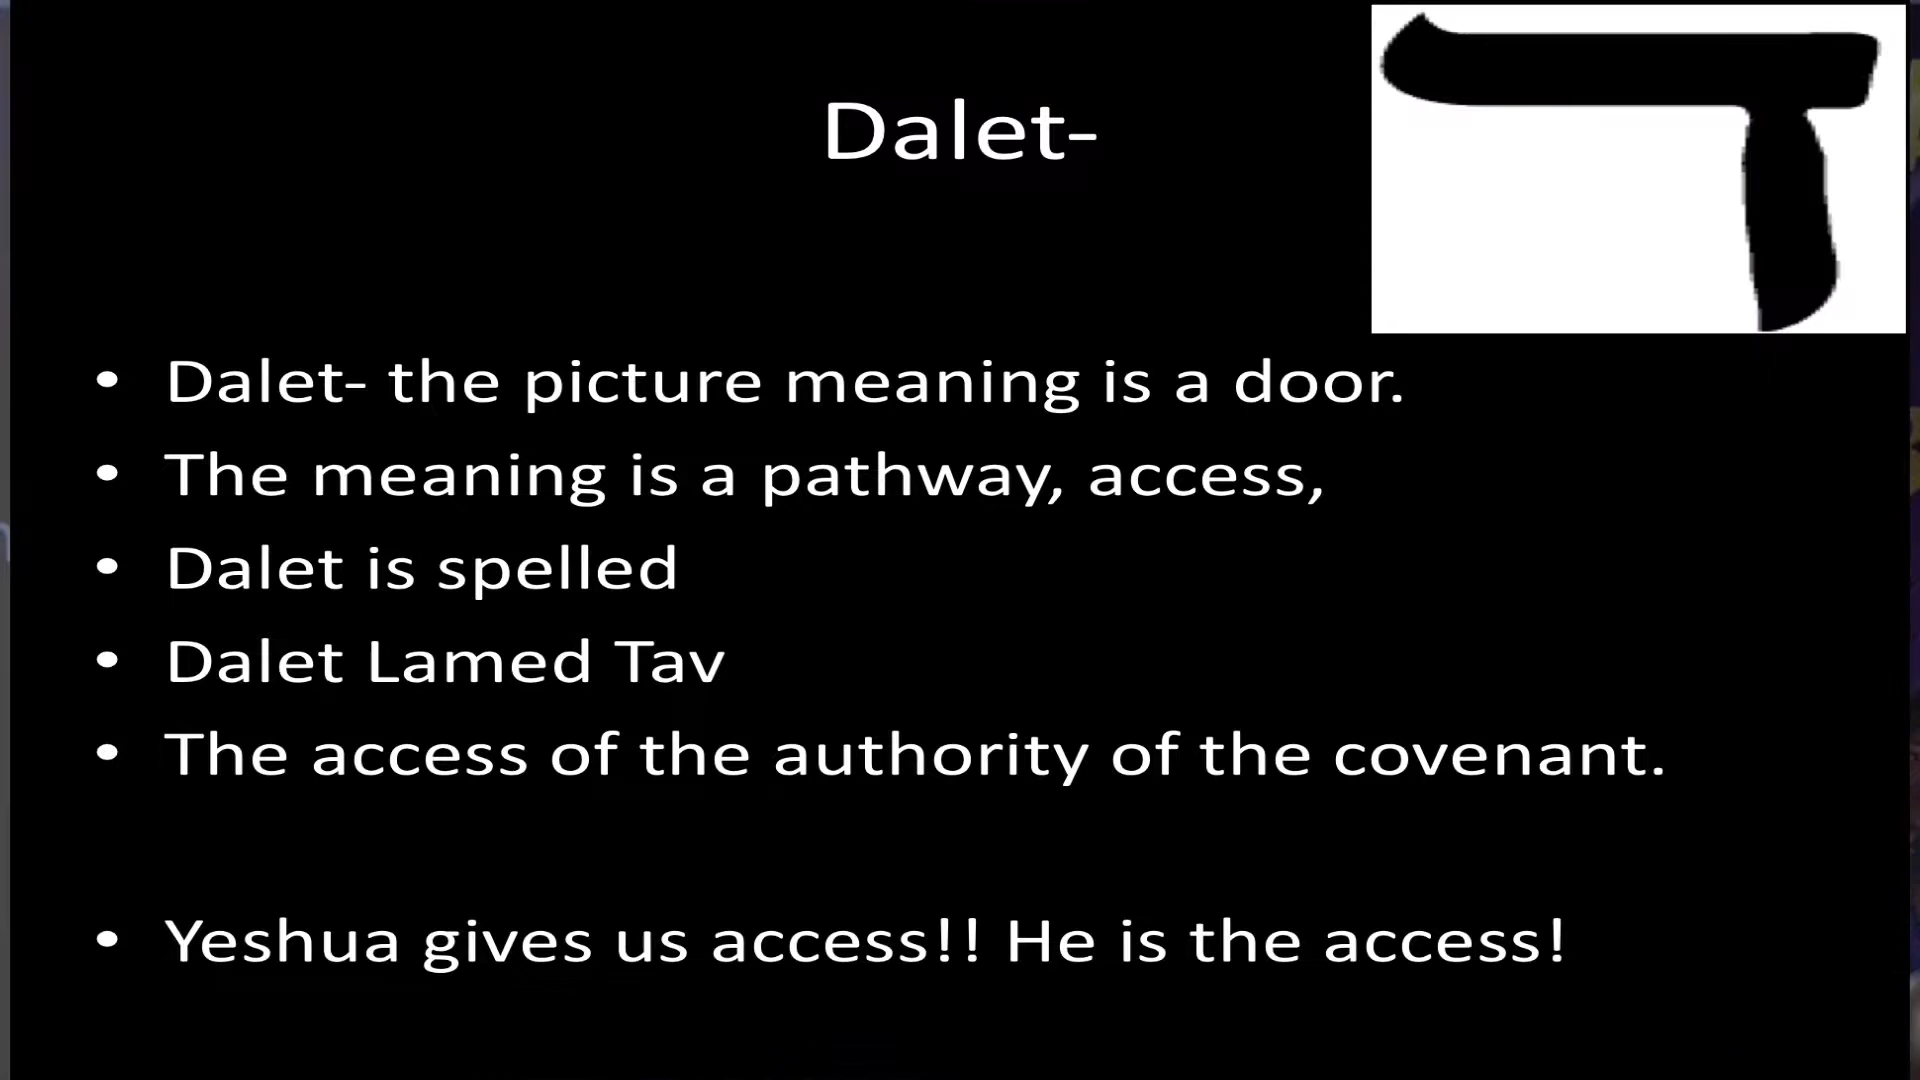 Dalet-
ד
• Dalet- the picture meaning is a door.
• The meaning is a pathway, access,
• Dalet is spelled
• Dalet Lamed Tav
• The access of the authority of the covenant.
• Yeshua gives us access!! He is the access!